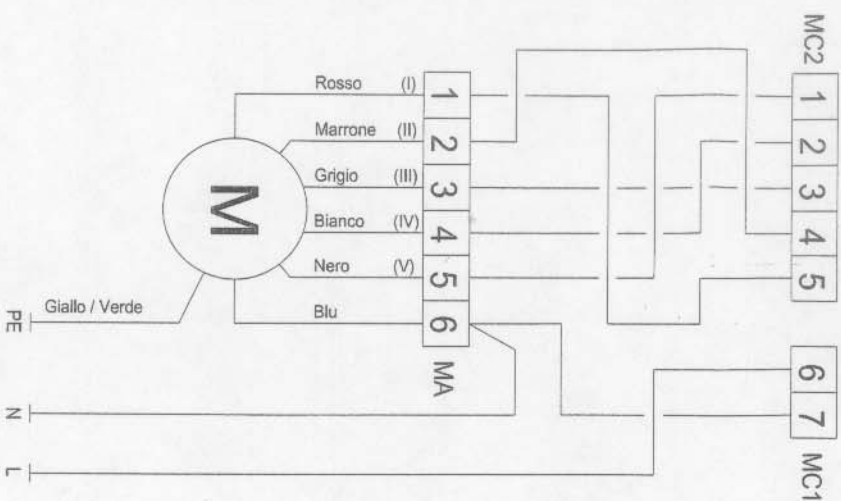 MC2
Rosso (I) 1 1
Marrone (II) 2 2
Grigio (III) 3 3
Bianco (IV) 4 4
Nero (V) 5 5
Blu 6
M
MA
Giallo / Verde
PE
6
7
MC1
N
L